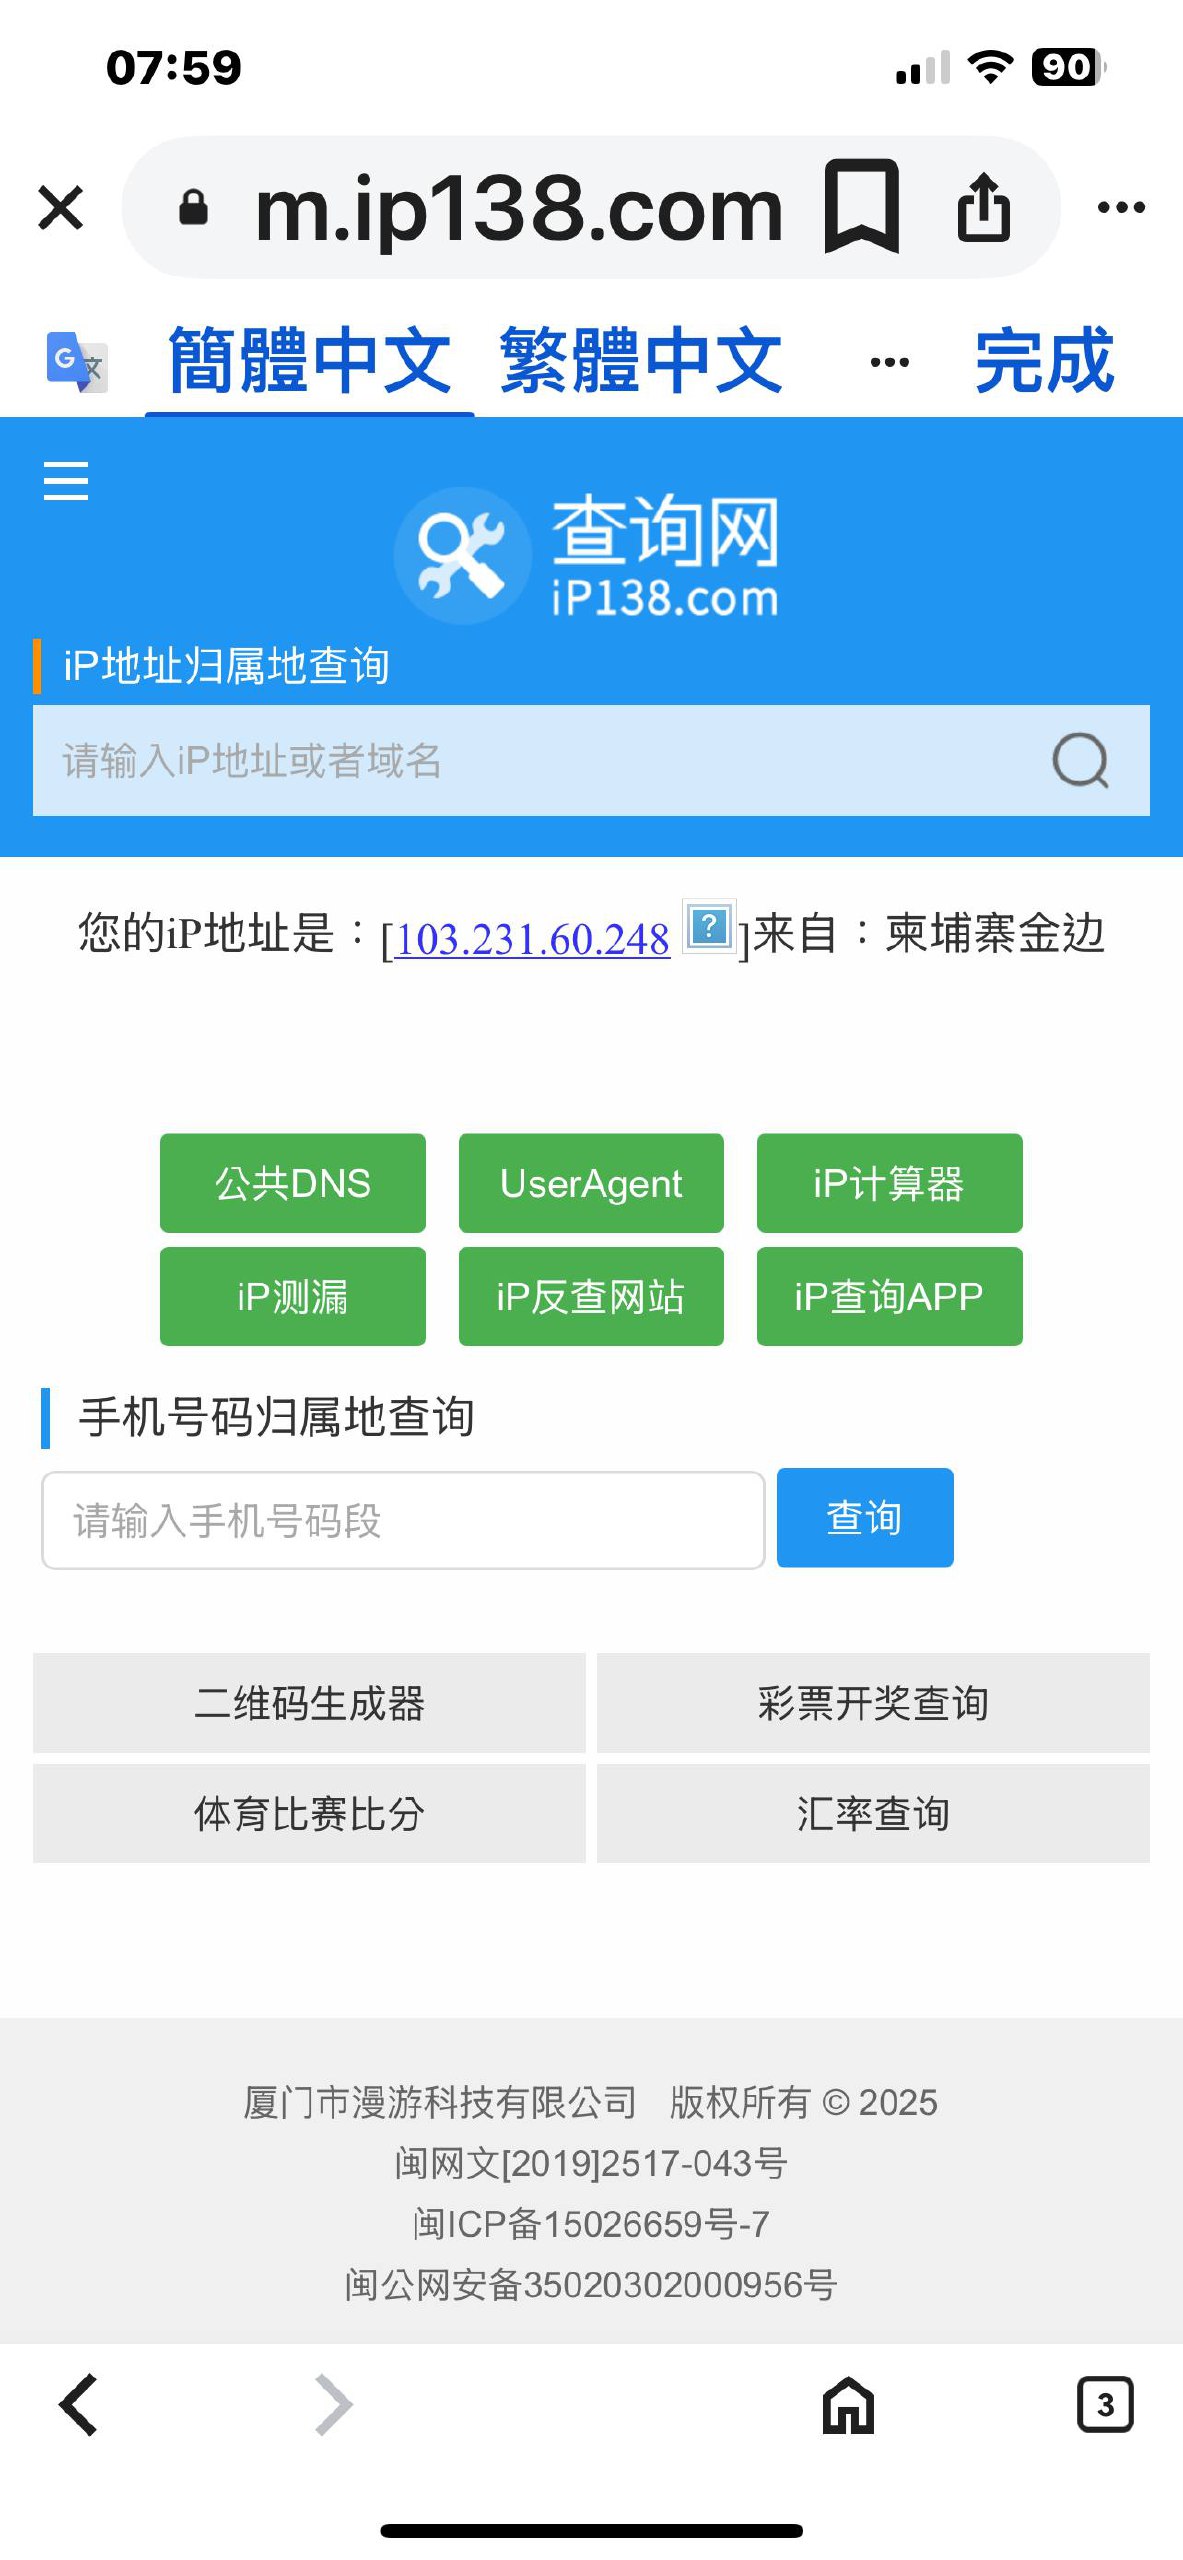 07:59
90
m.ip138.com
簡體中文 繁體中文 ... 完成
查询网
iP138.com
iP地址归属地查询
请输入iP地址或者域名
您的iP地址是：[103.231.60.248 ]来自：柬埔寨金边
公共DNS UserAgent iP计算器
iP测漏 iP反查网站 iP查询APP
手机号码归属地查询
请输入手机号码段 查询
二维码生成器 彩票开奖查询
体育比赛比分 汇率查询
厦门市漫游科技有限公司 版权所有 © 2025
闽网文[2019]2517-043号
闽ICP备15026659号-7
闽公网安备35020302000956号
3